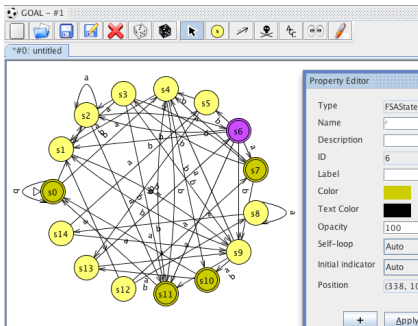 GOAL – #1
*#0: untitled
Property Editor
Type FSAState
Name
Description
ID 6
Label
Color
Text Color
Opacity 100
Self-loop Auto
Initial indicator Auto
Position (338, 10
+ Apply
s
a
s4
s3
s5
s2
s6
s1
s7
s0
s8
s14
s9
s13
s10
s12
s11
a
a
b
b